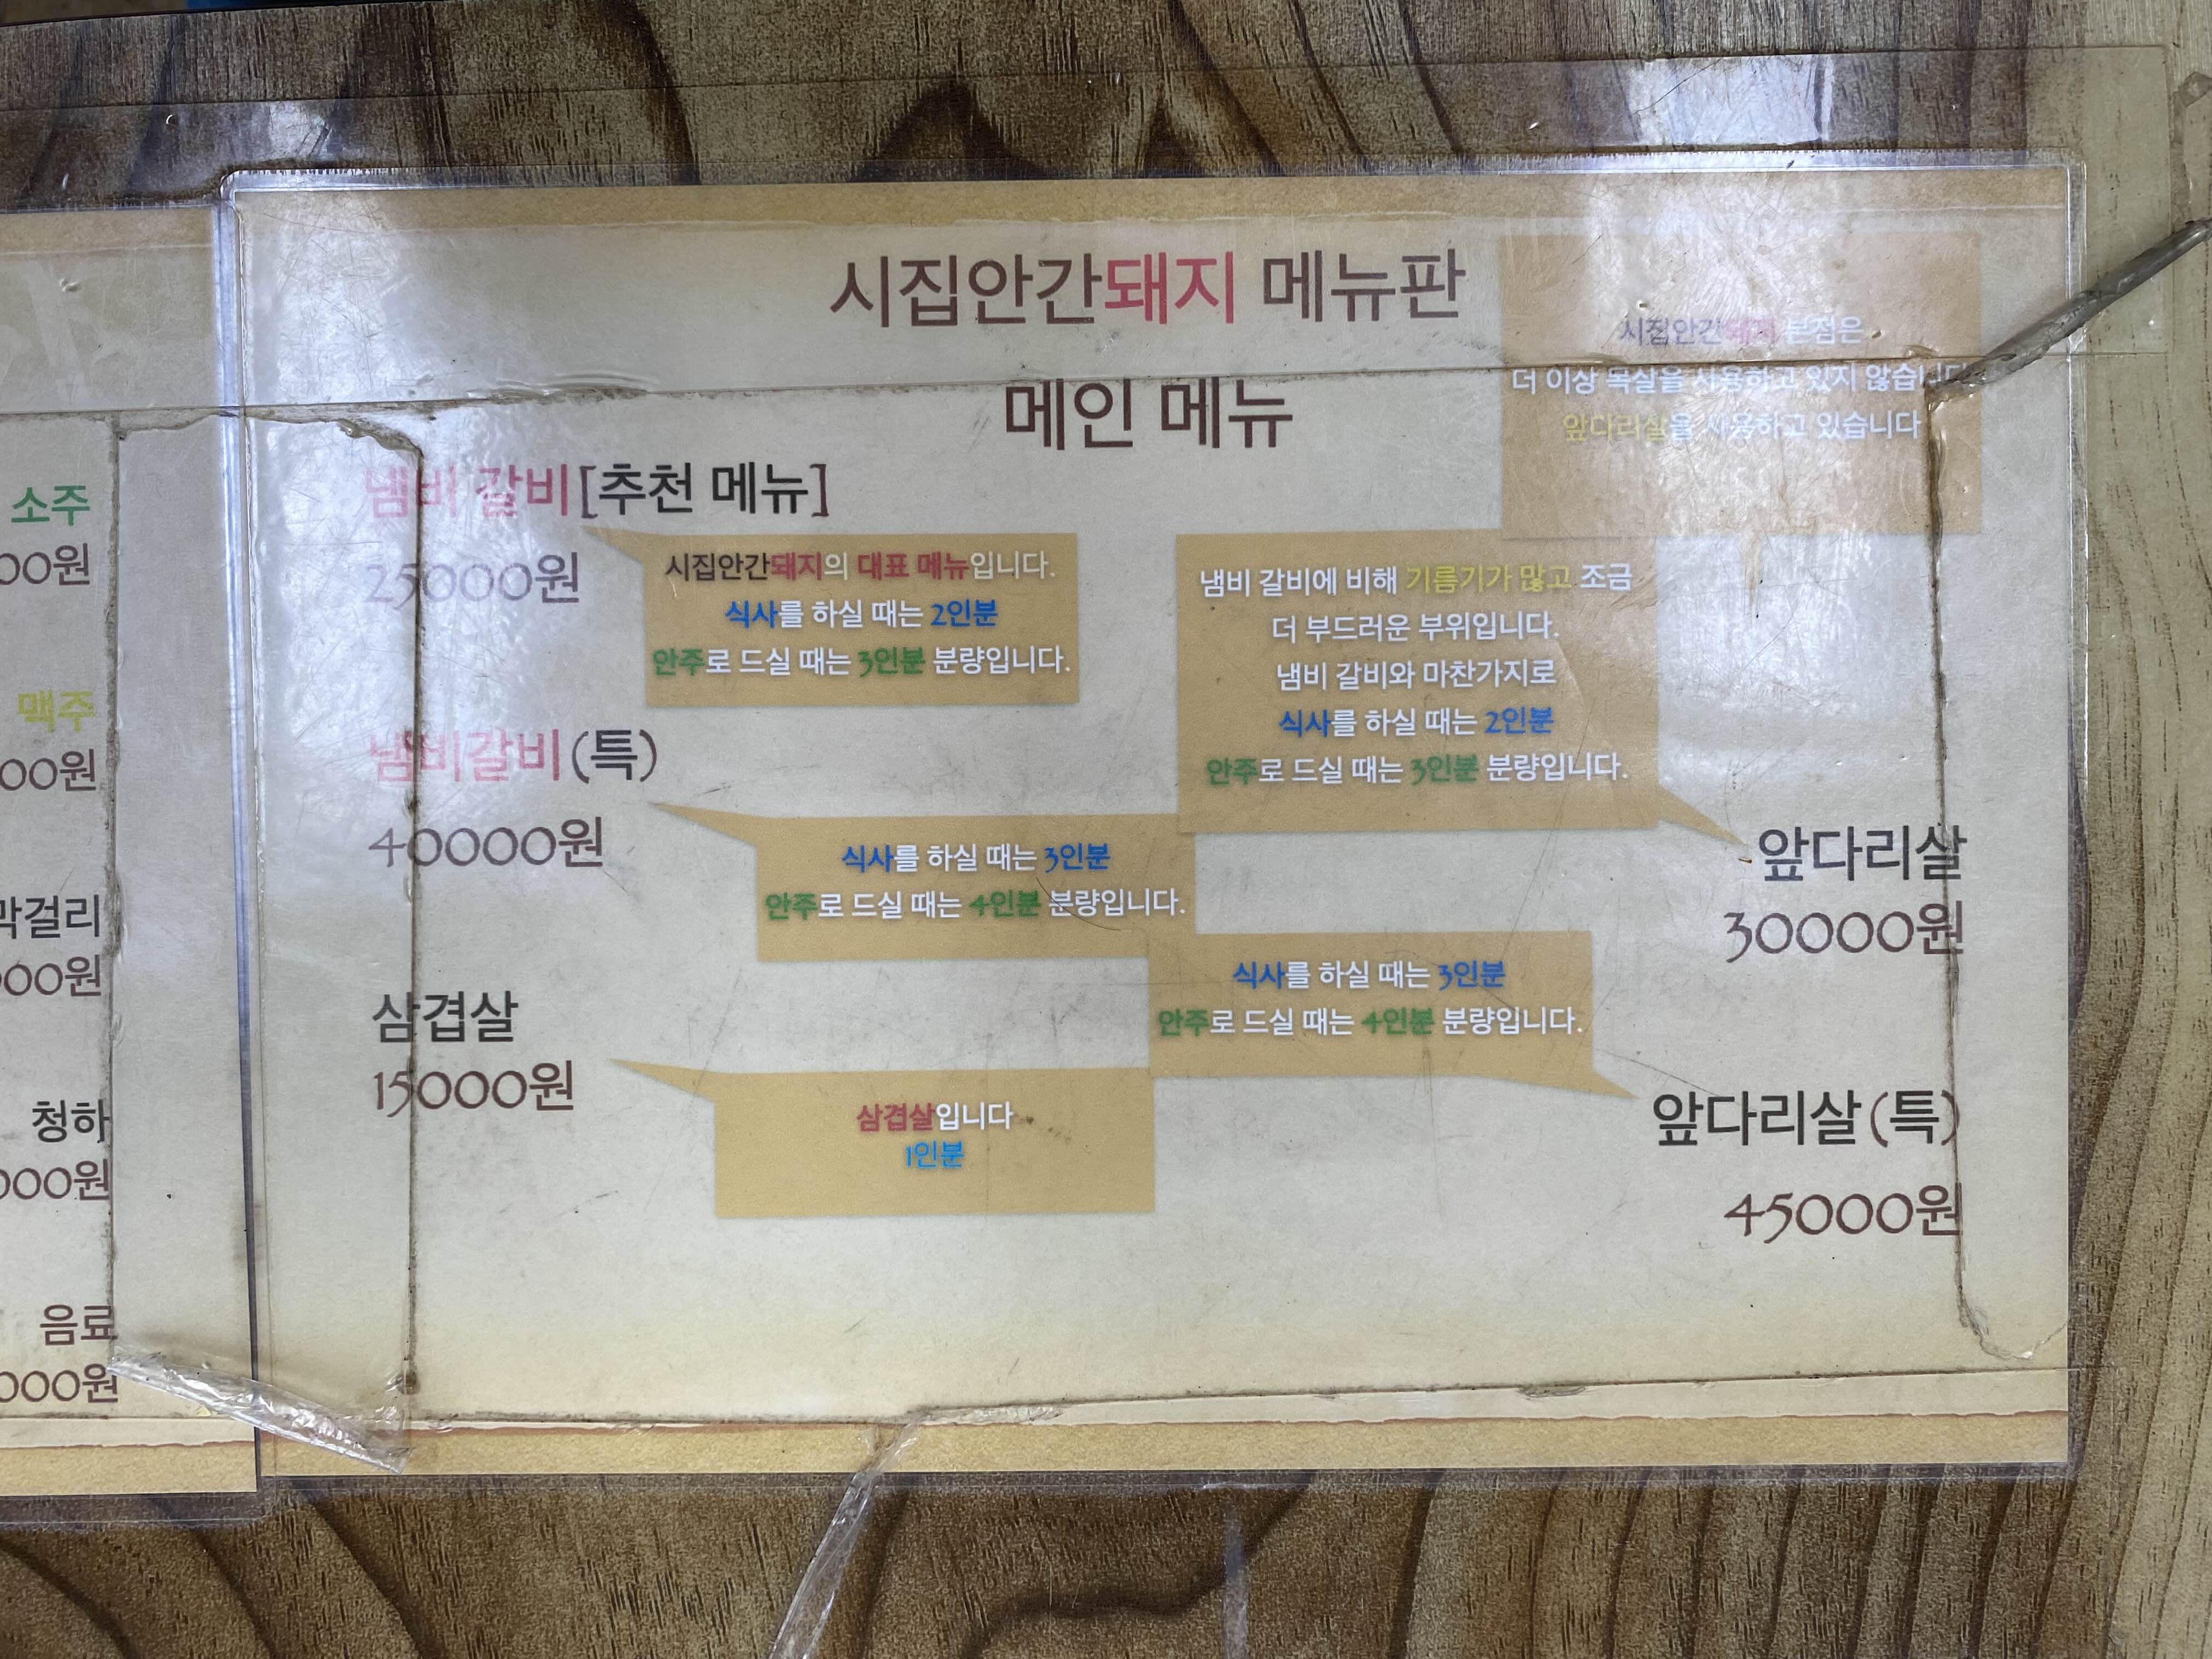 시집안간돼지 메뉴판
시집안간돼지 본점은
더 이상 목살을 사용하고 있지 않습니다
앞다리살을 사용하고 있습니다
메인 메뉴
냄비 갈비[추천 메뉴]
25000원
시집안간돼지의 대표 메뉴입니다.
식사를 하실 때는 2인분
안주로 드실 때는 3인분 분량입니다.
냄비갈비(특)
40000원
식사를 하실 때는 3인분
안주로 드실 때는 4인분 분량입니다.
삼겹살
15000원
삼겹살입니다
1인분
냄비 갈비에 비해 기름기가 많고 조금
더 부드러운 부위입니다.
냄비 갈비와 마찬가지로
식사를 하실 때는 2인분
안주로 드실 때는 3인분 분량입니다.
앞다리살
30000원
식사를 하실 때는 3인분
안주로 드실 때는 4인분 분량입니다.
앞다리살(특)
45000원
소주
00원
맥주
00원
막걸리
000원
청하
000원
음료
000원